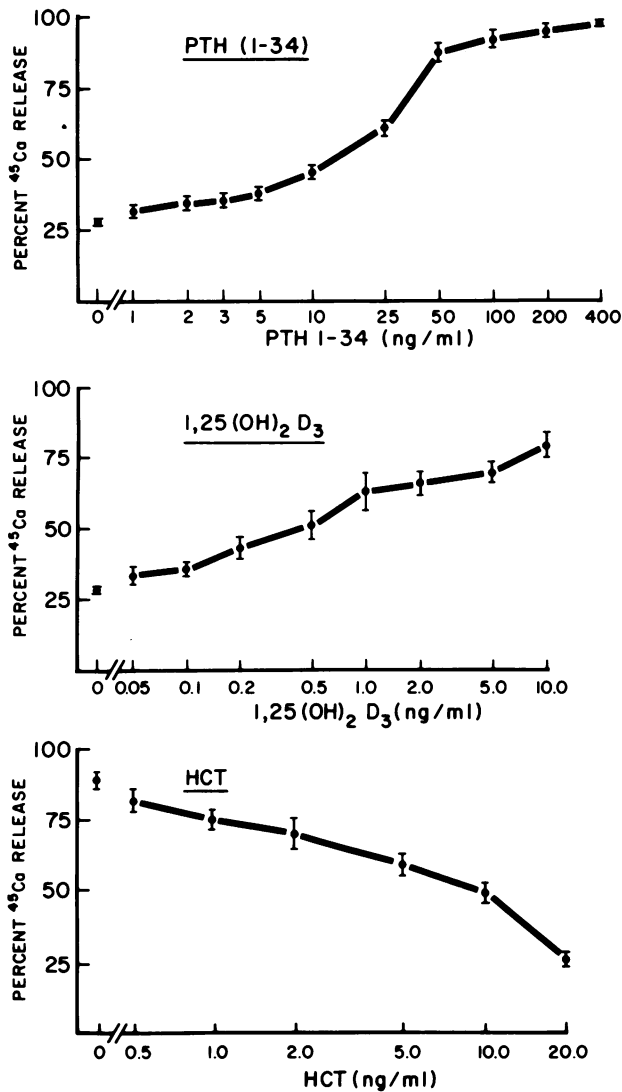 100
PTH (1-34)
75
50
25
PERCENT ⁴⁵Ca RELEASE
0 1 2 3 5 10 25 50 100 200 400
PTH 1-34 (ng/ml)
100
1,25(OH)₂ D₃
75
50
25
PERCENT ⁴⁵Ca RELEASE
0 0.05 0.1 0.2 0.5 1.0 2.0 5.0 10.0
1,25(OH)₂ D₃(ng/ml)
100
HCT
75
50
25
PERCENT ⁴⁵Ca RELEASE
0 0.5 1.0 2.0 5.0 10.0 20.0
HCT(ng/ml)